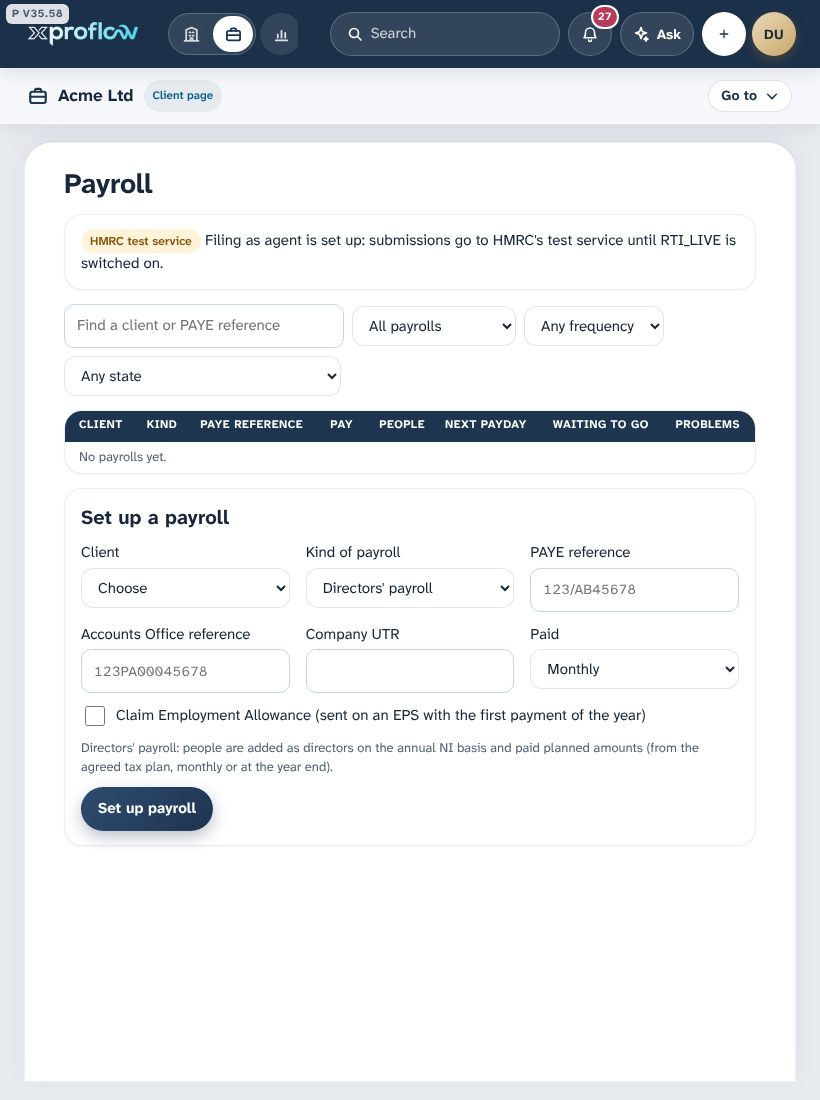 P V35.58
xproflow
Search
27
Ask
+
DU
Acme Ltd
Client page
Go to
Payroll
HMRC test service Filing as agent is set up: submissions go to HMRC's test service until RTI_LIVE is
switched on.
Find a client or PAYE reference
All payrolls
Any frequency
Any state
CLIENT KIND PAYE REFERENCE PAY PEOPLE NEXT PAYDAY WAITING TO GO PROBLEMS
No payrolls yet.
Set up a payroll
Client Kind of payroll PAYE reference
Choose Directors' payroll 123/AB45678
Accounts Office reference Company UTR Paid
123PA00045678 Monthly
Claim Employment Allowance (sent on an EPS with the first payment of the year)
Directors' payroll: people are added as directors on the annual NI basis and paid planned amounts (from the
agreed tax plan, monthly or at the year end).
Set up payroll